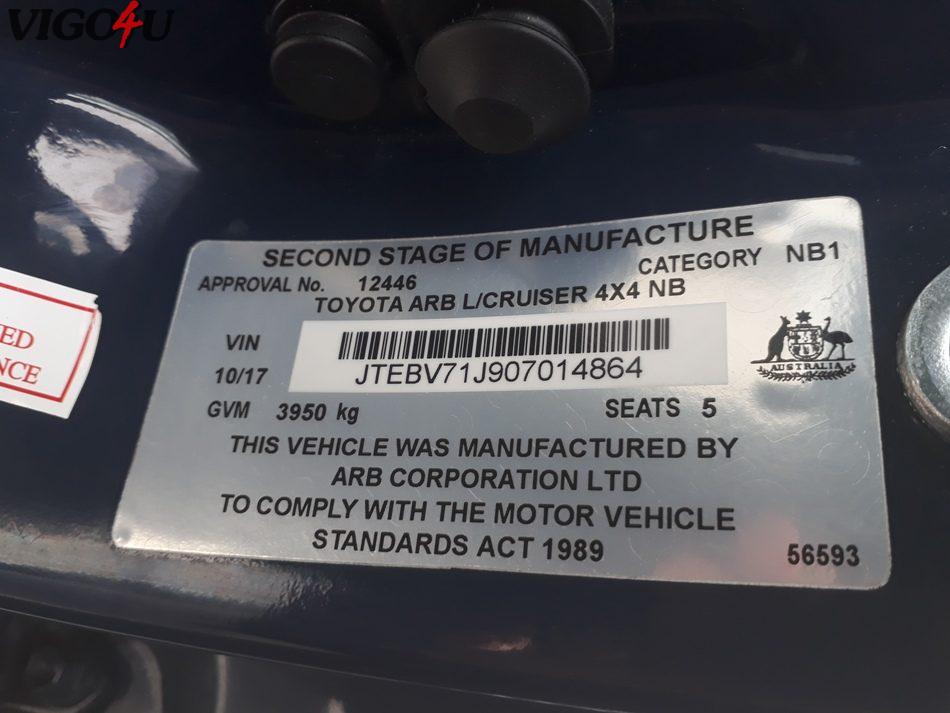 VIGO4U
SECOND STAGE OF MANUFACTURE
APPROVAL No. 12446 CATEGORY NB1
TOYOTA ARB L/CRUISER 4X4 NB
VIN
JTEBV71J907014864
10/17
AUSTRALIA
GVM 3950 kg SEATS 5
THIS VEHICLE WAS MANUFACTURED BY
ARB CORPORATION LTD
TO COMPLY WITH THE MOTOR VEHICLE
STANDARDS ACT 1989
56593